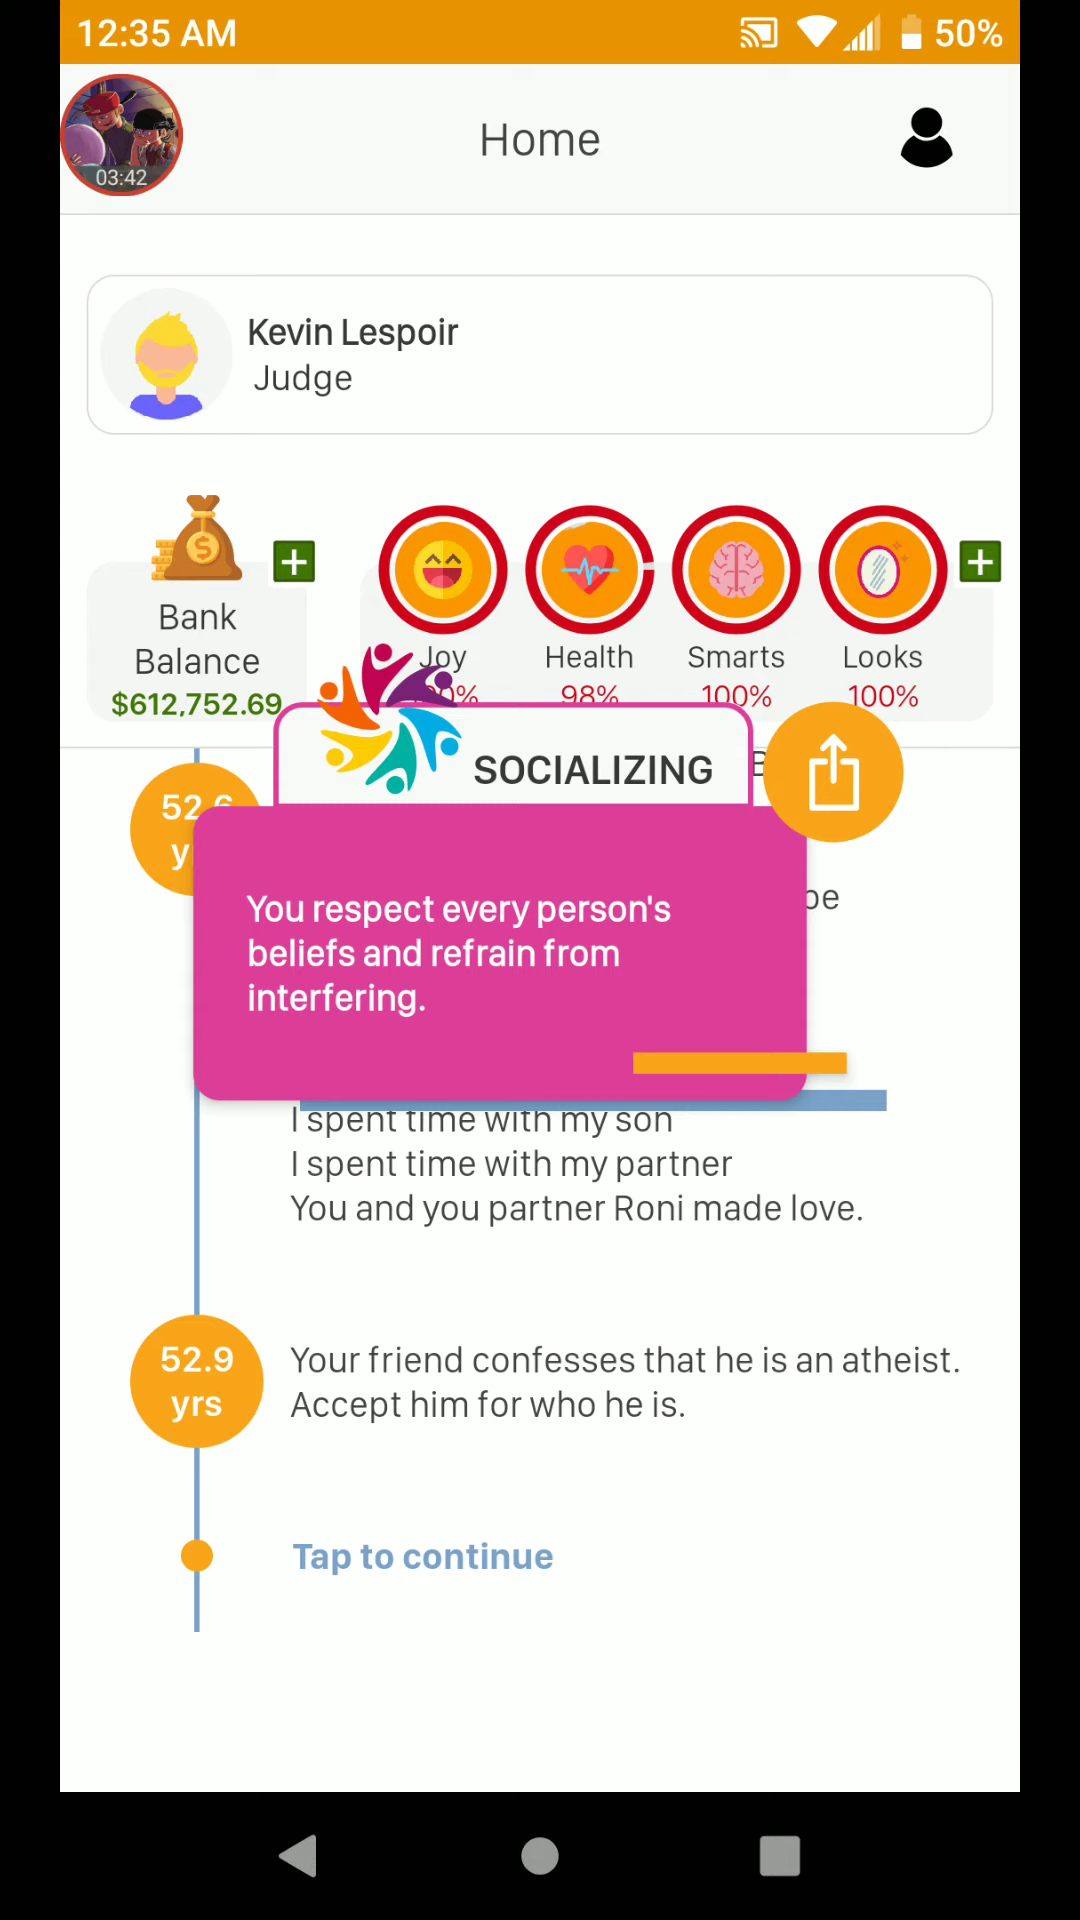 12:35 AM
50%
03:42
Home
Kevin Lespoir
Judge
Bank
Balance
$612,752.69
Joy
Health
98%
Smarts
100%
Looks
100%
SOCIALIZING
52.6
y
be
You respect every person's
beliefs and refrain from
interfering.
I spent time with my son
I spent time with my partner
You and you partner Roni made love.
52.9
yrs
Your friend confesses that he is an atheist.
Accept him for who he is.
Tap to continue